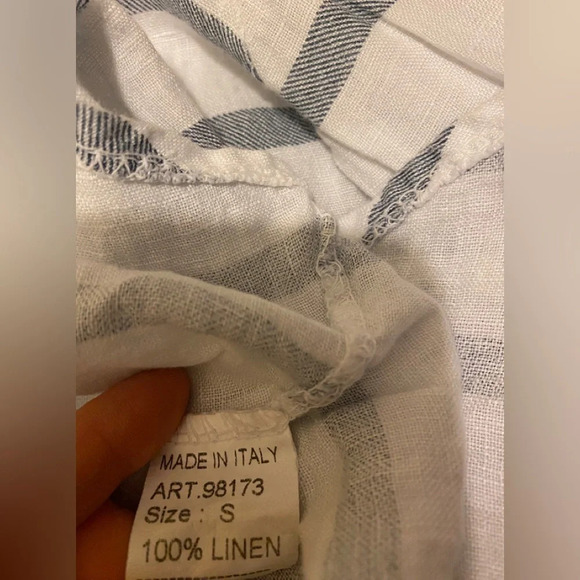 MADE IN ITALY
ART.98173
Size : S
100% LINEN